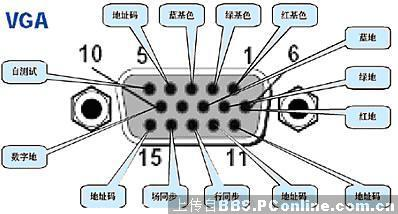 VGA
地址码
蓝基色
绿基色
红基色
10
5
1
6
蓝地
自测试
绿地
红地
数字地
15
11
地址码
场同步
行同步
地址码
地址码
上传自BBS.PConline.com.cn